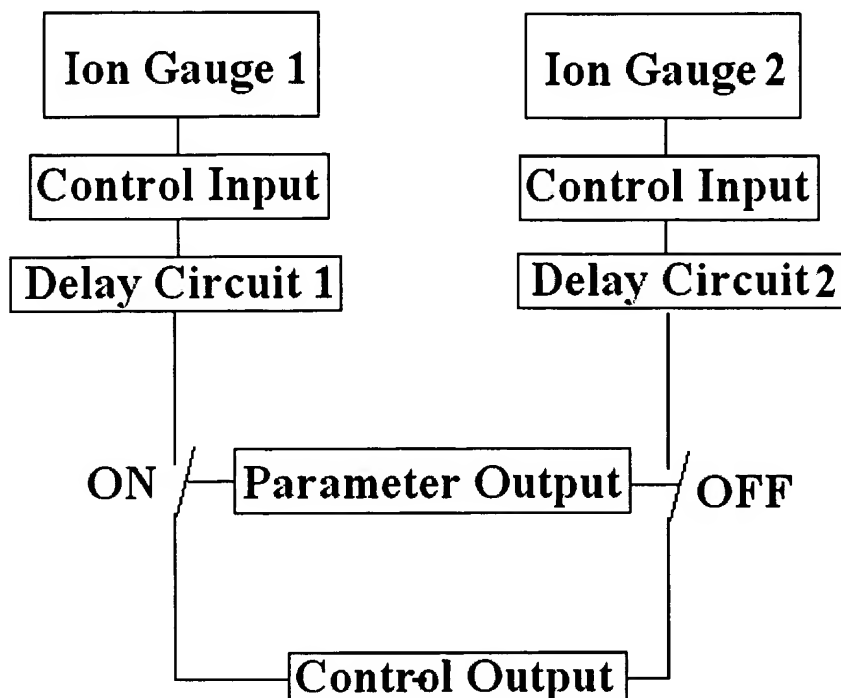 Ion Gauge 1
Ion Gauge 2
Control Input
Control Input
Delay Circuit 1
Delay Circuit 2
ON
Parameter Output
OFF
Control Output